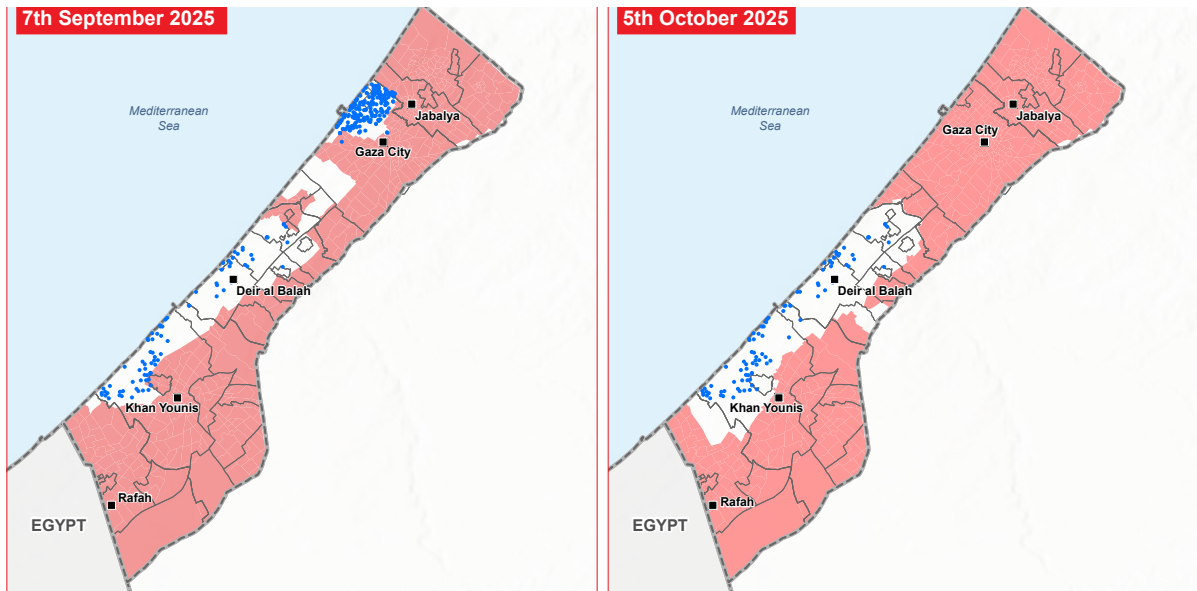 7th September 2025
Mediterranean
Sea
Jabalya
Gaza City
Deir al Balah
Khan Younis
Rafah
EGYPT
5th October 2025
Mediterranean
Sea
Jabalya
Gaza City
Deir al Balah
Khan Younis
Rafah
EGYPT